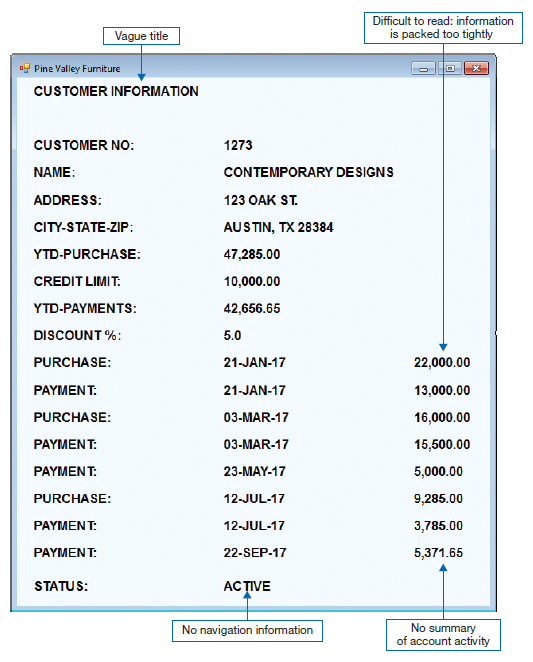 Vague title
Difficult to read: information
is packed too tightly
Pine Valley Furniture
CUSTOMER INFORMATION
CUSTOMER NO: 1273
NAME: CONTEMPORARY DESIGNS
ADDRESS: 123 OAK ST.
CITY-STATE-ZIP: AUSTIN, TX 28384
YTD-PURCHASE: 47,285.00
CREDIT LIMIT: 10,000.00
YTD-PAYMENTS: 42,656.65
DISCOUNT %: 5.0
PURCHASE: 21-JAN-17 22,000.00
PAYMENT: 21-JAN-17 13,000.00
PURCHASE: 03-MAR-17 16,000.00
PAYMENT: 03-MAR-17 15,500.00
PAYMENT: 23-MAY-17 5,000.00
PURCHASE: 12-JUL-17 9,285.00
PAYMENT: 12-JUL-17 3,785.00
PAYMENT: 22-SEP-17 5,371.65
STATUS: ACTIVE
No navigation information
No summary
of account activity